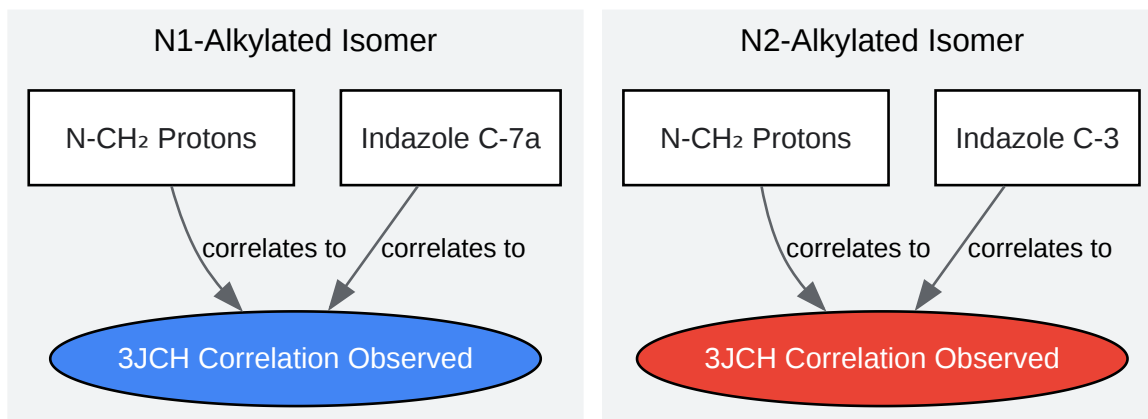 N1-Alkylated Isomer
N-CH₂ Protons
Indazole C-7a
correlates to
correlates to
3JCH Correlation Observed
N2-Alkylated Isomer
N-CH₂ Protons
Indazole C-3
correlates to
correlates to
3JCH Correlation Observed